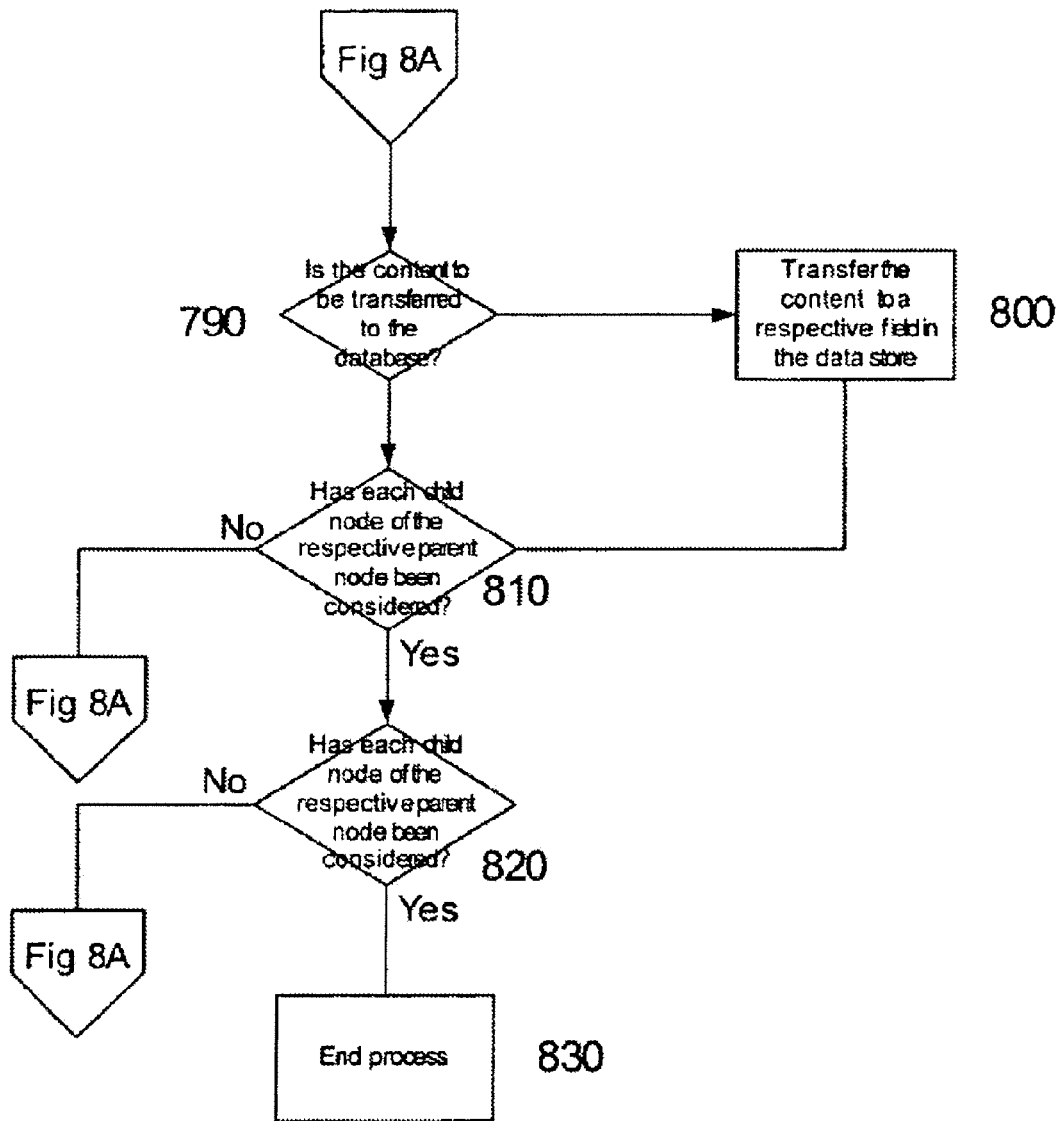 Fig 8A
Is the content to
be transferred
to the
database?
790
Transfer the
content to a
respective field in
the data store
800
Has each child
node of the
respective parent
node been
considered?
810
No
Yes
Fig 8A
Has each child
node of the
respective parent
node been
considered?
820
No
Yes
Fig 8A
End process
830